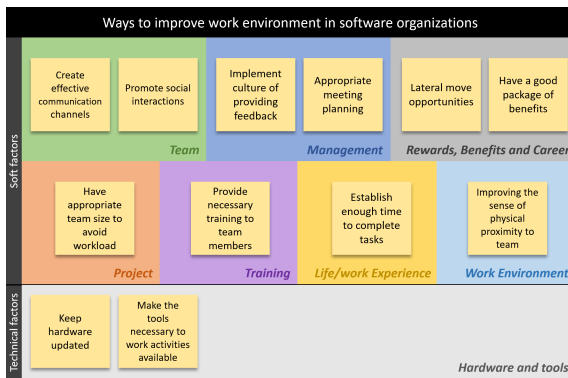 Ways to improve work environment in software organizations
Soft factors
Create
effective
communication
channels
Promote social
interactions
Team
Implement
culture of
providing
feedback
Appropriate
meeting
planning
Management
Lateral move
opportunities
Have a good
package of
benefits
Rewards, Benefits and Career
Have
appropriate
team size to
avoid
workload
Project
Provide
necessary
training to
team
members
Training
Establish
enough time
to complete
tasks
Life/work Experience
Improving the
sense of
physical
proximity to
team
Work Environment
Technical factors
Keep
hardware
updated
Make the
tools
necessary to
work activities
available
Hardware and tools